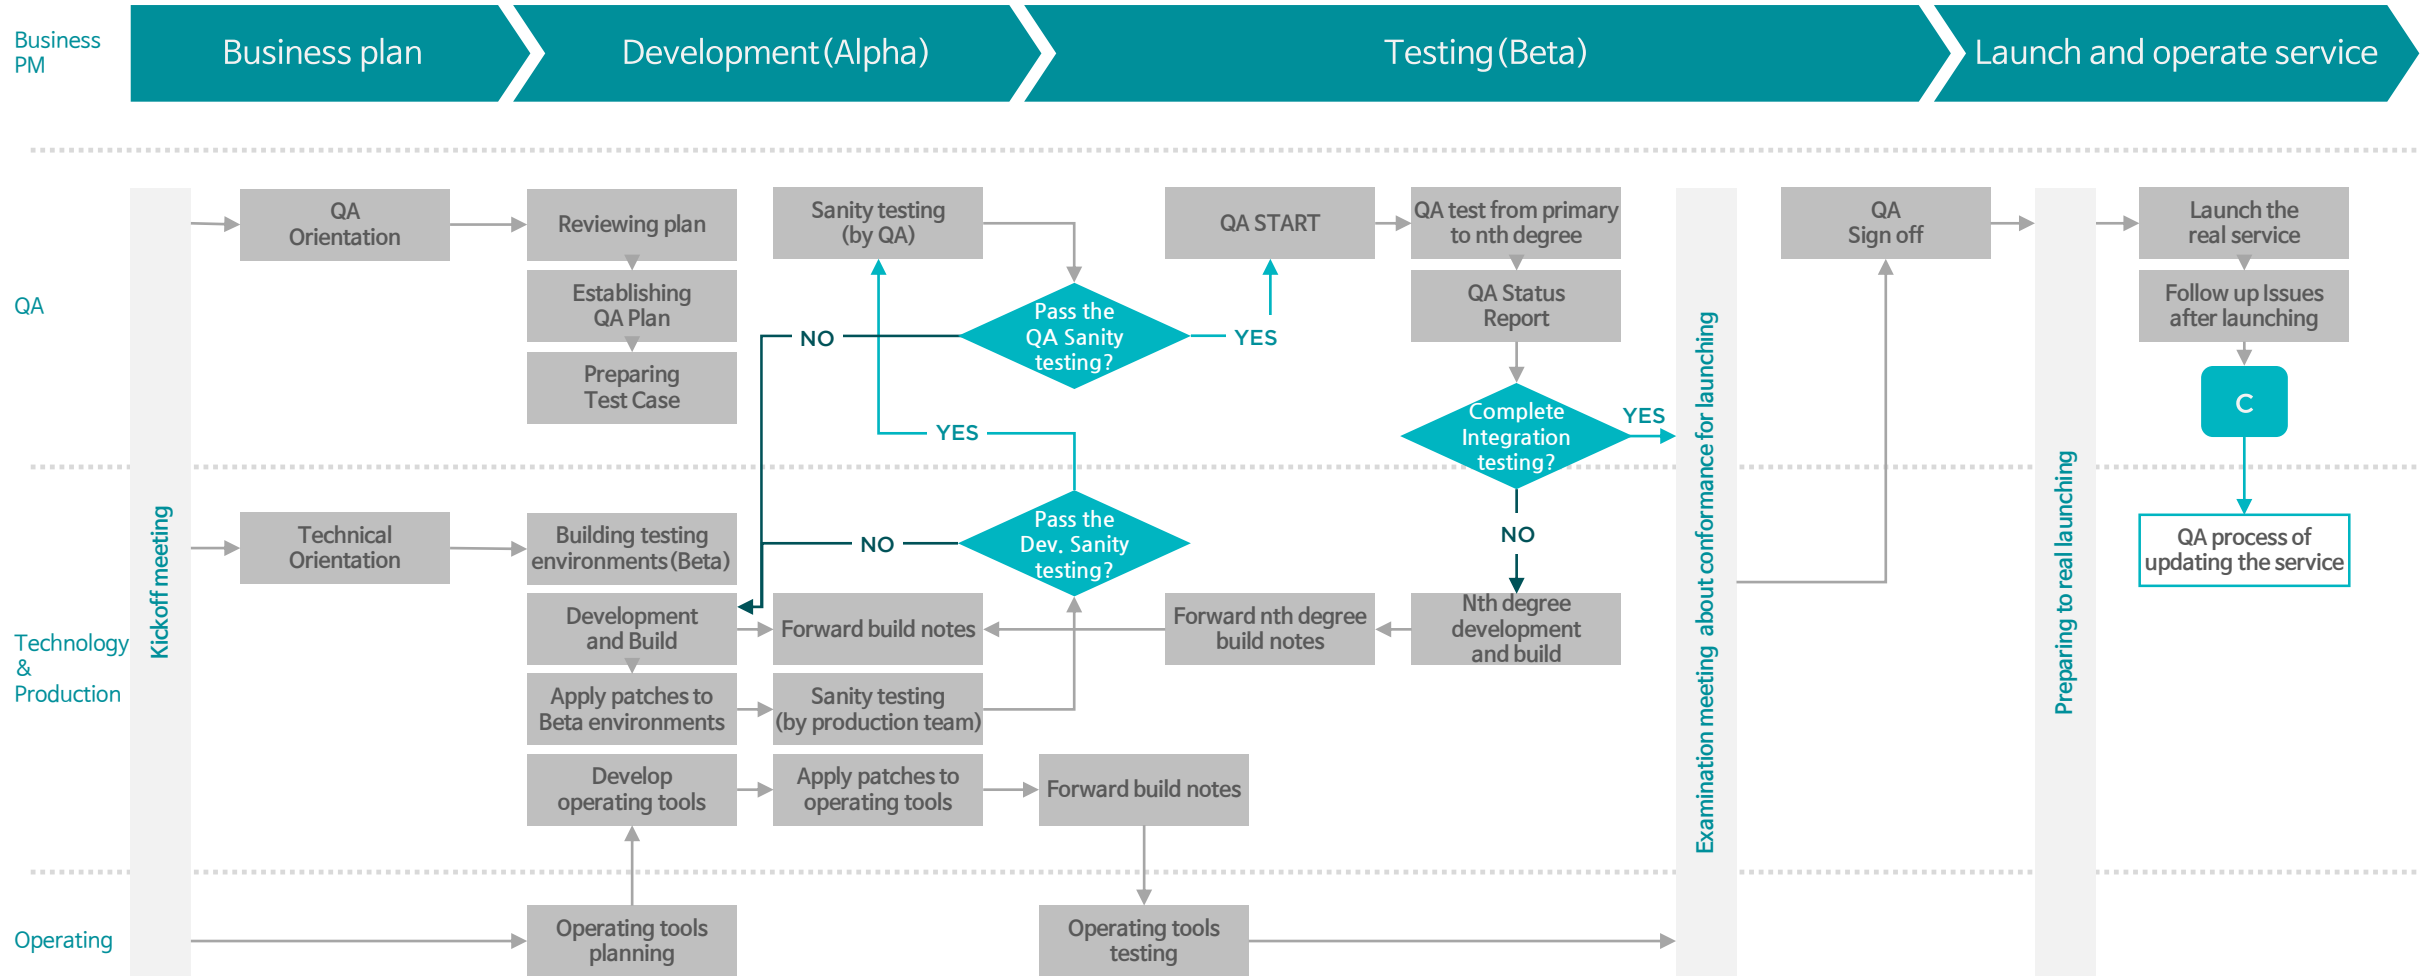 Business
PM
Business plan
Development(Alpha)
Testing(Beta)
Launch and operate service
QA
Kickoff meeting
QA
Orientation
Reviewing plan
Establishing
QA Plan
Preparing
Test Case
Sanity testing
(by QA)
Pass the
QA Sanity
testing?
NO
YES
QA START
QA test from primary
to nth degree
QA Status
Report
Complete
Integration
testing?
YES
NO
Examination meeting about conformance for launching
QA
Sign off
Preparing to real launching
Launch the
real service
Follow up Issues
after launching
C
QA process of
updating the service
Technology
&
Production
Technical
Orientation
Building testing
environments(Beta)
Development
and Build
Apply patches to
Beta environments
Develop
operating tools
YES
NO
Pass the
Dev. Sanity
testing?
Forward build notes
Sanity testing
(by production team)
Apply patches to
operating tools
Forward build notes
Forward nth degree
build notes
Nth degree
development
and build
Operating
Operating tools
planning
Operating tools
testing